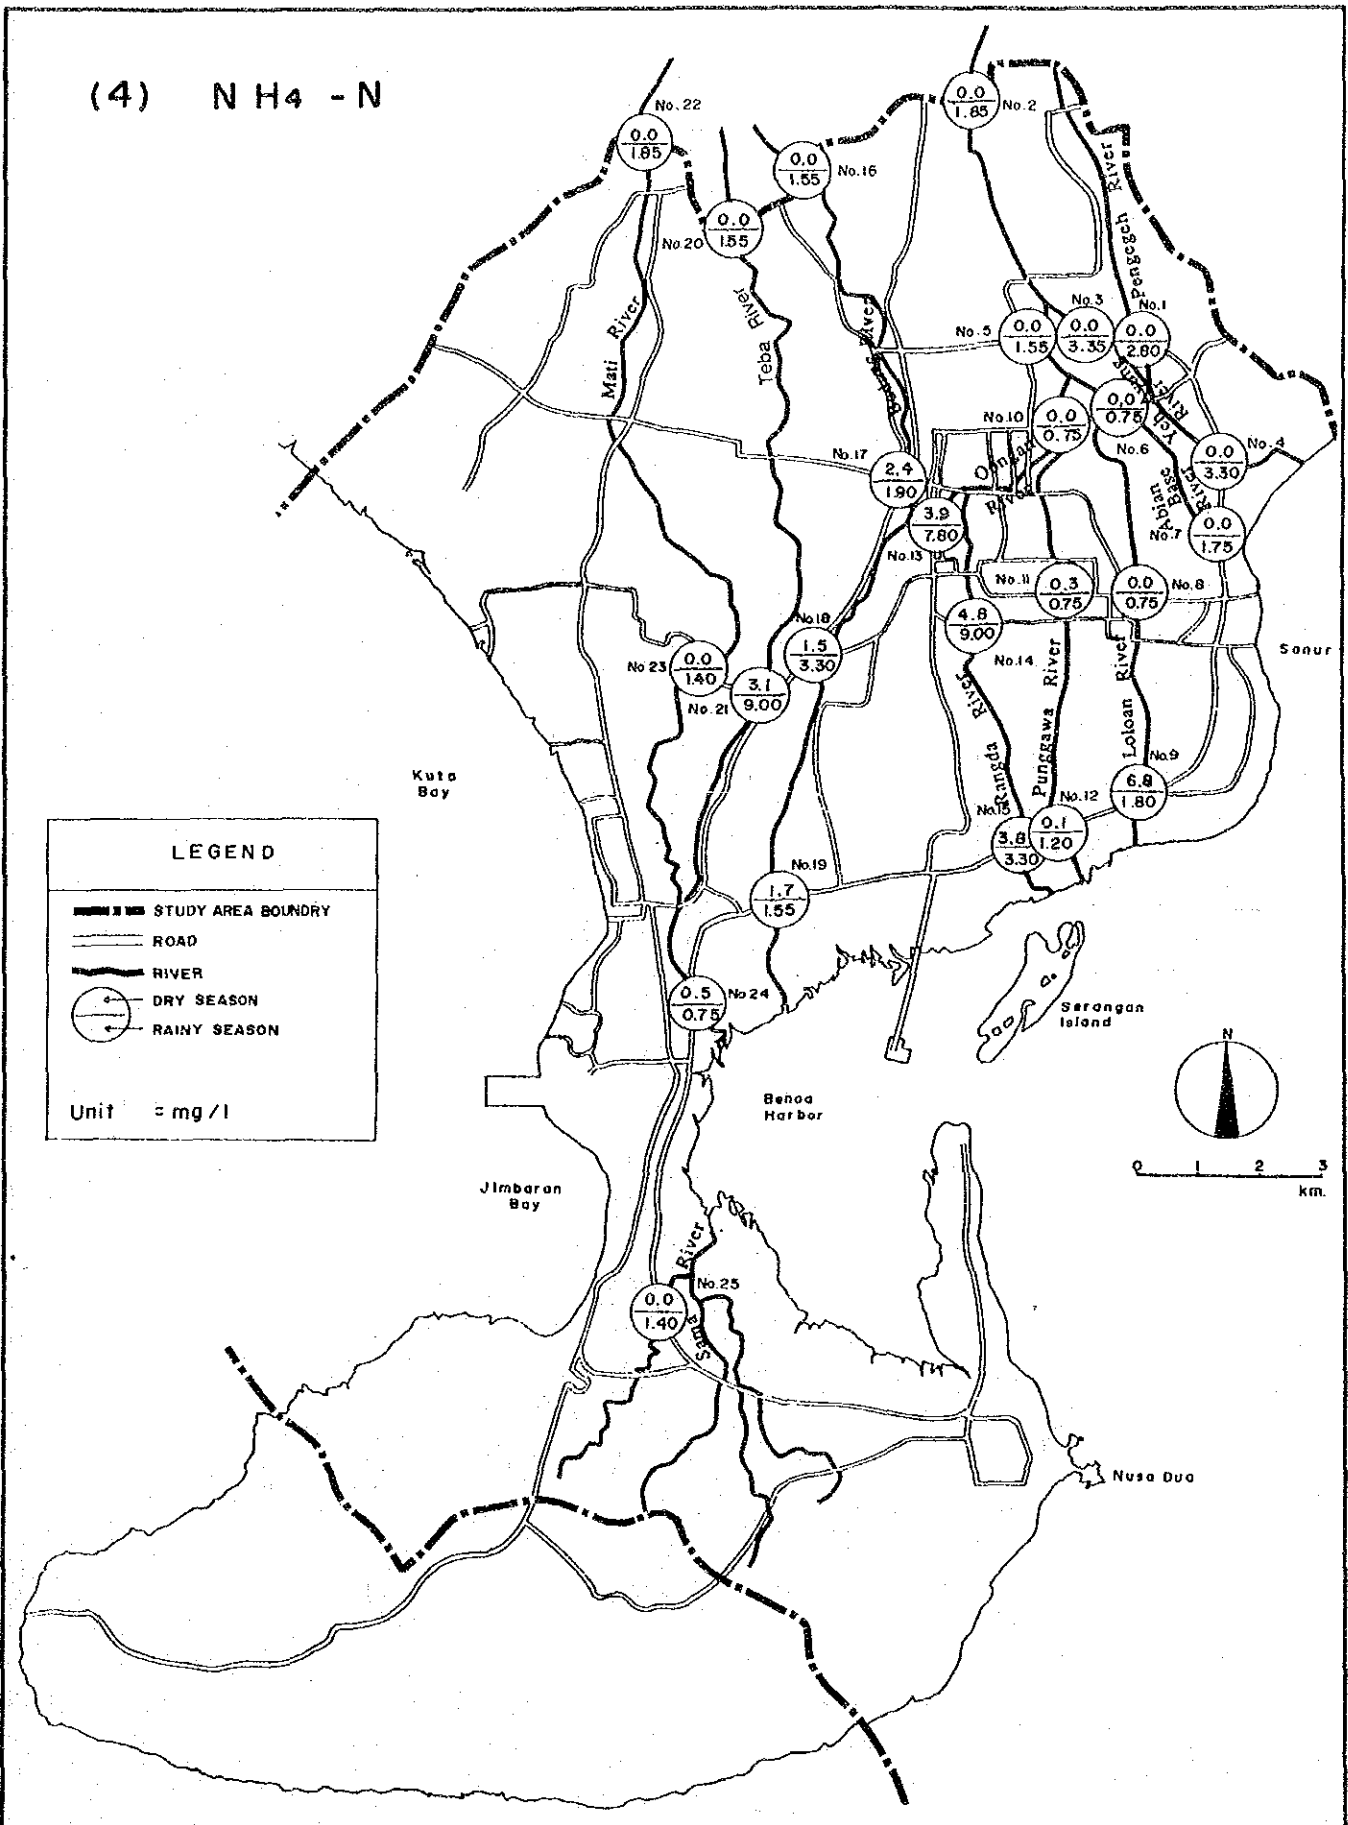 (4) NH4 -N
No.22
0.0
1.85
No.2
0.0
1.85
0.0
1.55
No.16
0.0
1.55
No.20
Pengegeh River
Mati River
Teba River
Badung River
No.3
No.1
No.5
0.0
1.55
0.0
3.35
0.0
2.80
No.10
0.0
0.75
0.0
0.75
No.6
River
No.4
0.0
3.30
No.17
2.4
1.90
Oongan
River
Abian
Base
River
3.9
7.80
No.13
No.7
0.0
1.75
No.11
0.3
0.75
0.0
0.75
No.8
4.8
9.00
No.14
No.18
1.5
3.30
Sanur
No 23
0.0
1.40
3.1
9.00
No.21
Rangda River
Punggawa River
Loloan River
No.9
6.8
1.80
Kuta
Bay
No.15
3.8
3.30
No.12
0.1
1.20
LEGEND
STUDY AREA BOUNDRY
ROAD
RIVER
DRY SEASON
RAINY SEASON
Unit = mg/l
No.19
1.7
1.55
0.5
0.75
No 24
Serangan
Island
N
Benoa
Harbor
0 1 2 3
km.
Jimbaran
Bay
Sama River
No.25
0.0
1.40
Nusa Dua